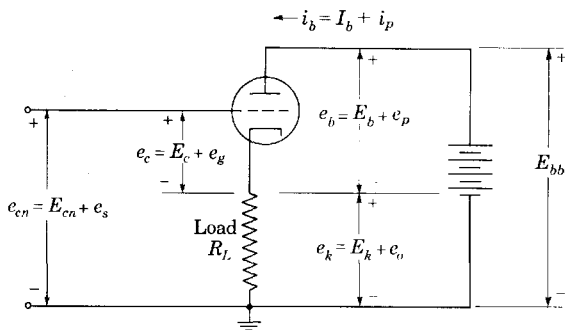 i_b = I_b + i_p
+
+
+
+
e_b = E_b + e_p
e_c = E_c + e_g
E_bb
−
−
+
e_cn = E_cn + e_s
Load
R_L
e_k = E_k + e_o
−
−
−